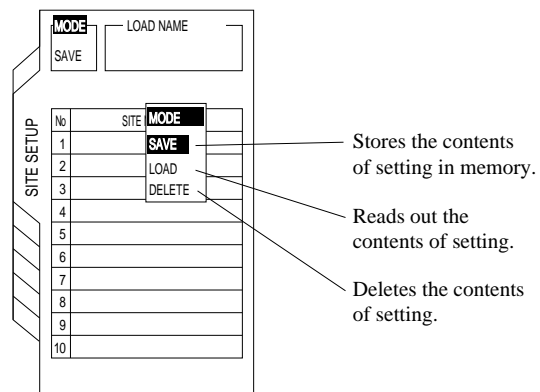 MODE
LOAD NAME
SAVE
SITE SETUP
No
SITE
MODE
1
SAVE
2
LOAD
3
DELETE
4
5
6
7
8
9
10
Stores the contents
of setting in memory.
Reads out the
contents of setting.
Deletes the contents
of setting.